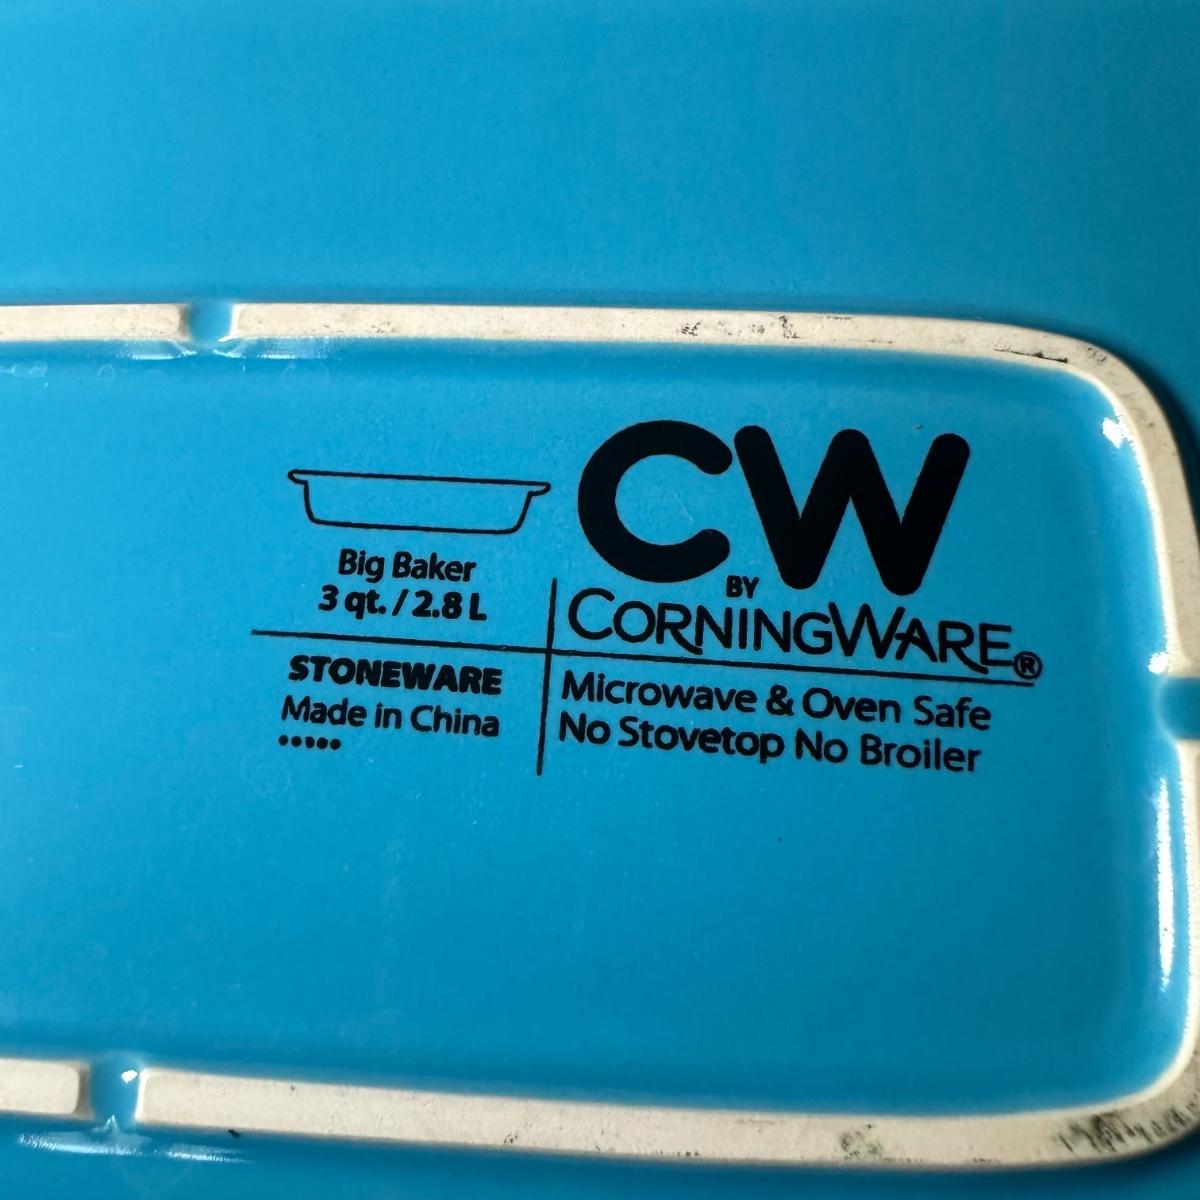 CW
BY
CORNINGWARE®
Big Baker
3 qt. / 2.8 L
STONEWARE
Made in China
•••••
Microwave & Oven Safe
No Stovetop No Broiler